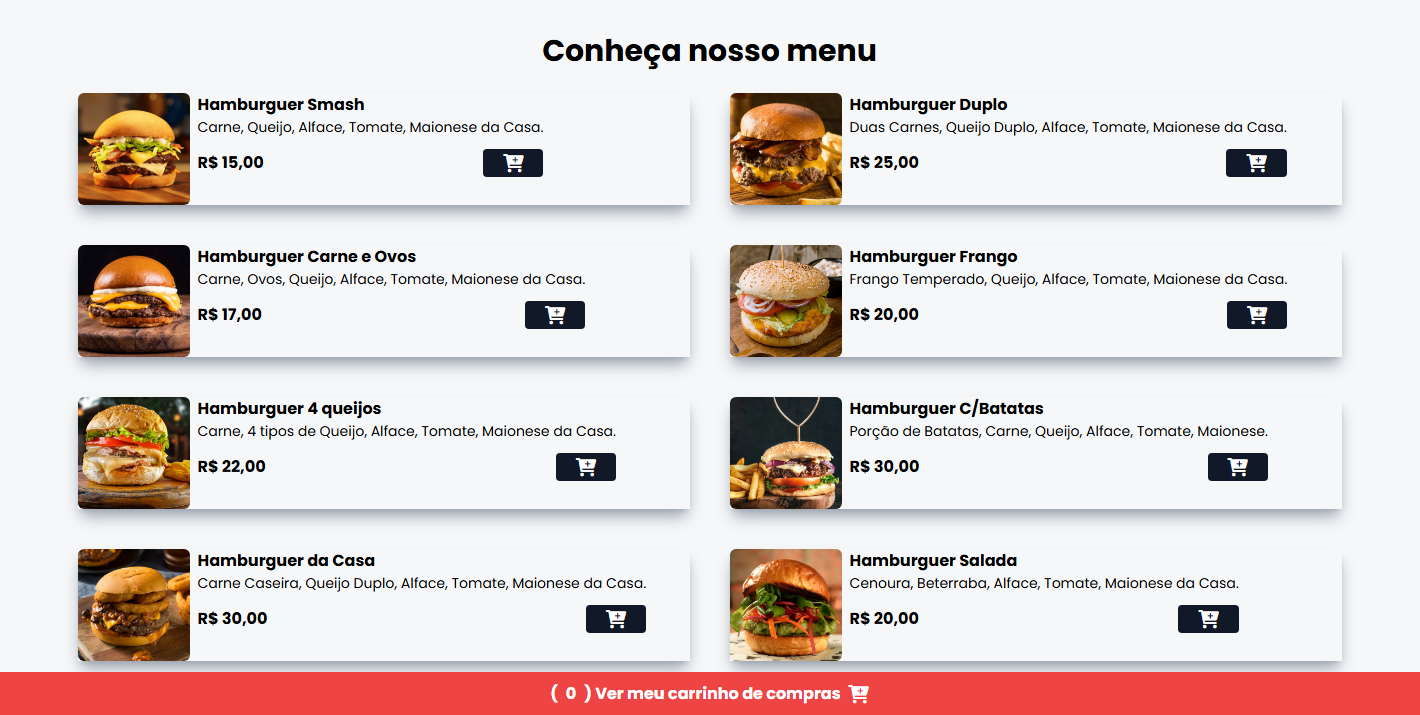 Conheça nosso menu
Hamburguer Smash
Carne, Queijo, Alface, Tomate, Maionese da Casa.
R$ 15,00
Hamburguer Duplo
Duas Carnes, Queijo Duplo, Alface, Tomate, Maionese da Casa.
R$ 25,00
Hamburguer Carne e Ovos
Carne, Ovos, Queijo, Alface, Tomate, Maionese da Casa.
R$ 17,00
Hamburguer Frango
Frango Temperado, Queijo, Alface, Tomate, Maionese da Casa.
R$ 20,00
Hamburguer 4 queijos
Carne, 4 tipos de Queijo, Alface, Tomate, Maionese da Casa.
R$ 22,00
Hamburguer C/Batatas
Porção de Batatas, Carne, Queijo, Alface, Tomate, Maionese.
R$ 30,00
Hamburguer da Casa
Carne Caseira, Queijo Duplo, Alface, Tomate, Maionese da Casa.
R$ 30,00
Hamburguer Salada
Cenoura, Beterraba, Alface, Tomate, Maionese da Casa.
R$ 20,00
( 0 ) Ver meu carrinho de compras